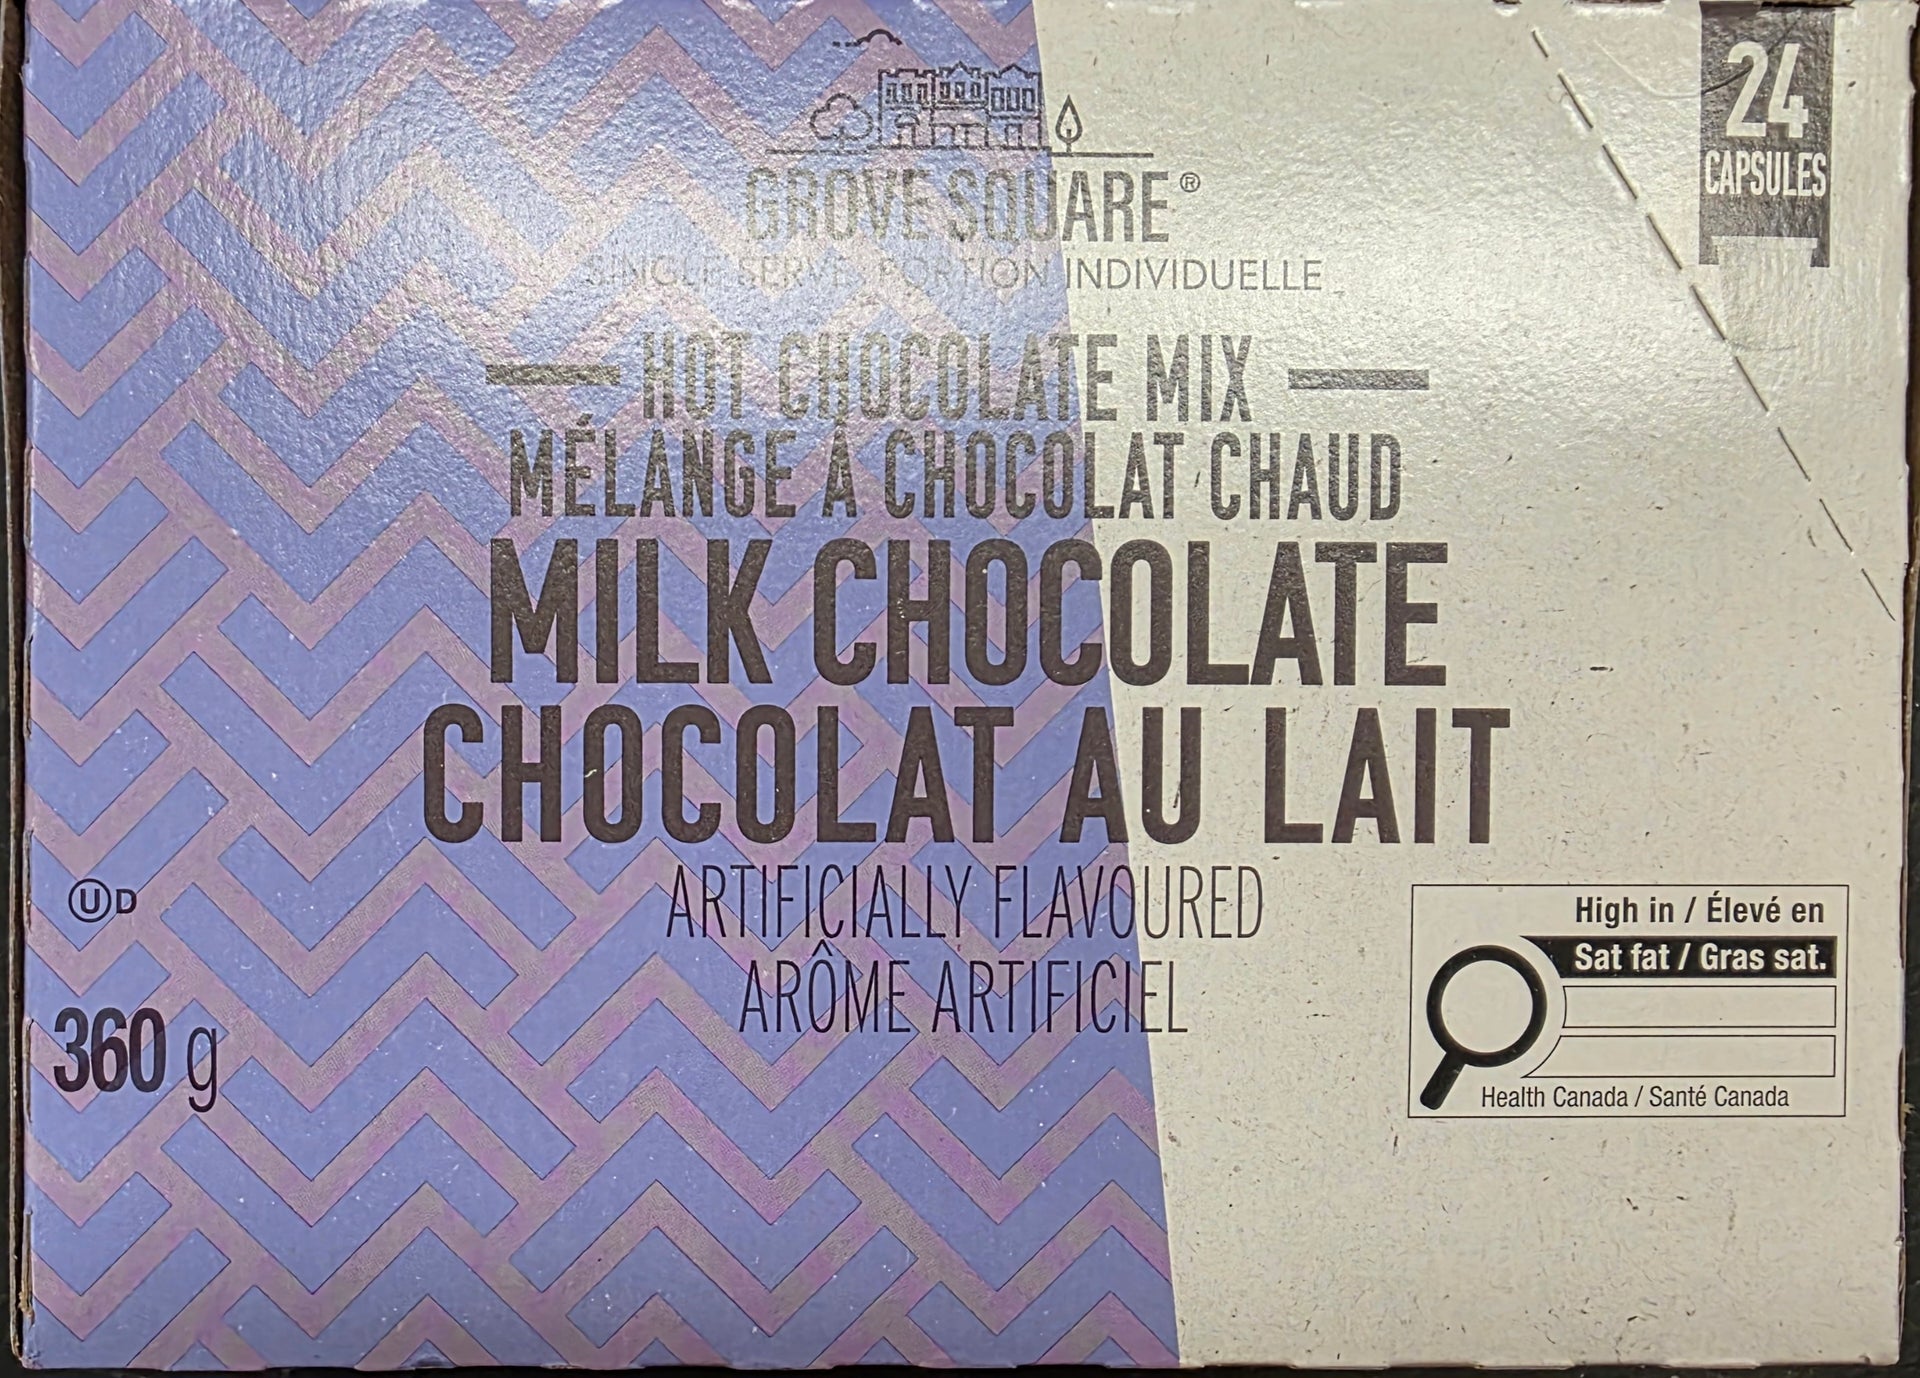 24
CAPSULES
GROVE SQUARE®
SINGLE SERVE PORTION INDIVIDUELLE
HOT CHOCOLATE MIX
MÉLANGE À CHOCOLAT CHAUD
MILK CHOCOLATE
CHOCOLAT AU LAIT
ARTIFICIALLY FLAVOURED
ARÔME ARTIFICIEL
U D
360 g
High in / Élevé en
Sat fat / Gras sat.
Health Canada / Santé Canada